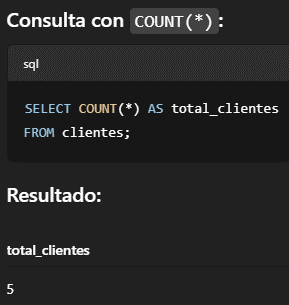 Consulta con COUNT(*):
sql
SELECT COUNT(*) AS total_clientes
FROM clientes;
Resultado:
total_clientes
5